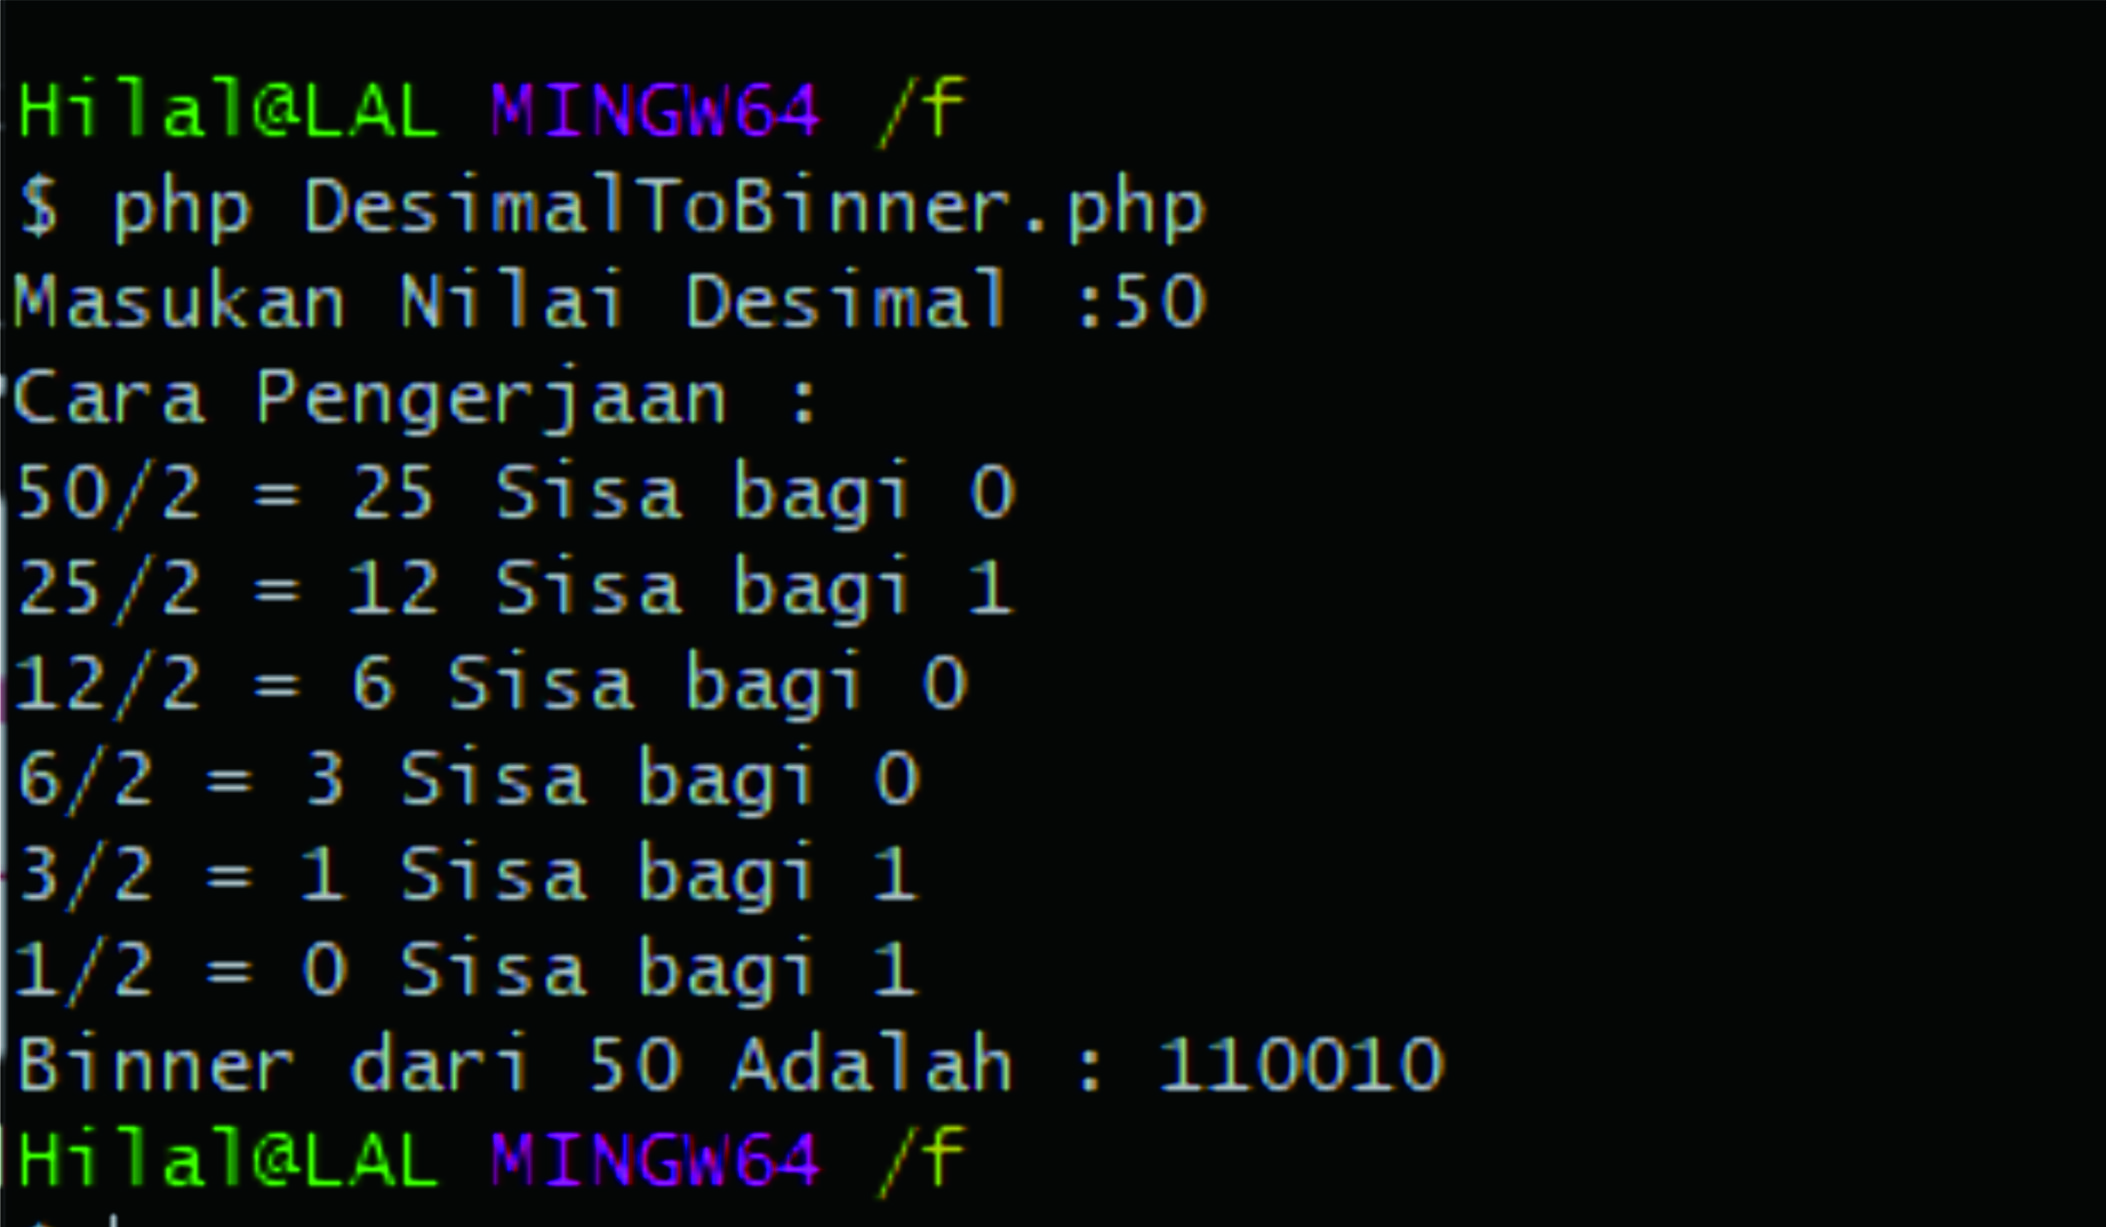 Hilal@LAL MINGW64 /f
$ php DesimalToBinner.php
Masukan Nilai Desimal :50
Cara Pengerjaan :
50/2 = 25 Sisa bagi 0
25/2 = 12 Sisa bagi 1
12/2 = 6 Sisa bagi 0
6/2 = 3 Sisa bagi 0
3/2 = 1 Sisa bagi 1
1/2 = 0 Sisa bagi 1
Binner dari 50 Adalah : 110010
Hilal@LAL MINGW64 /f